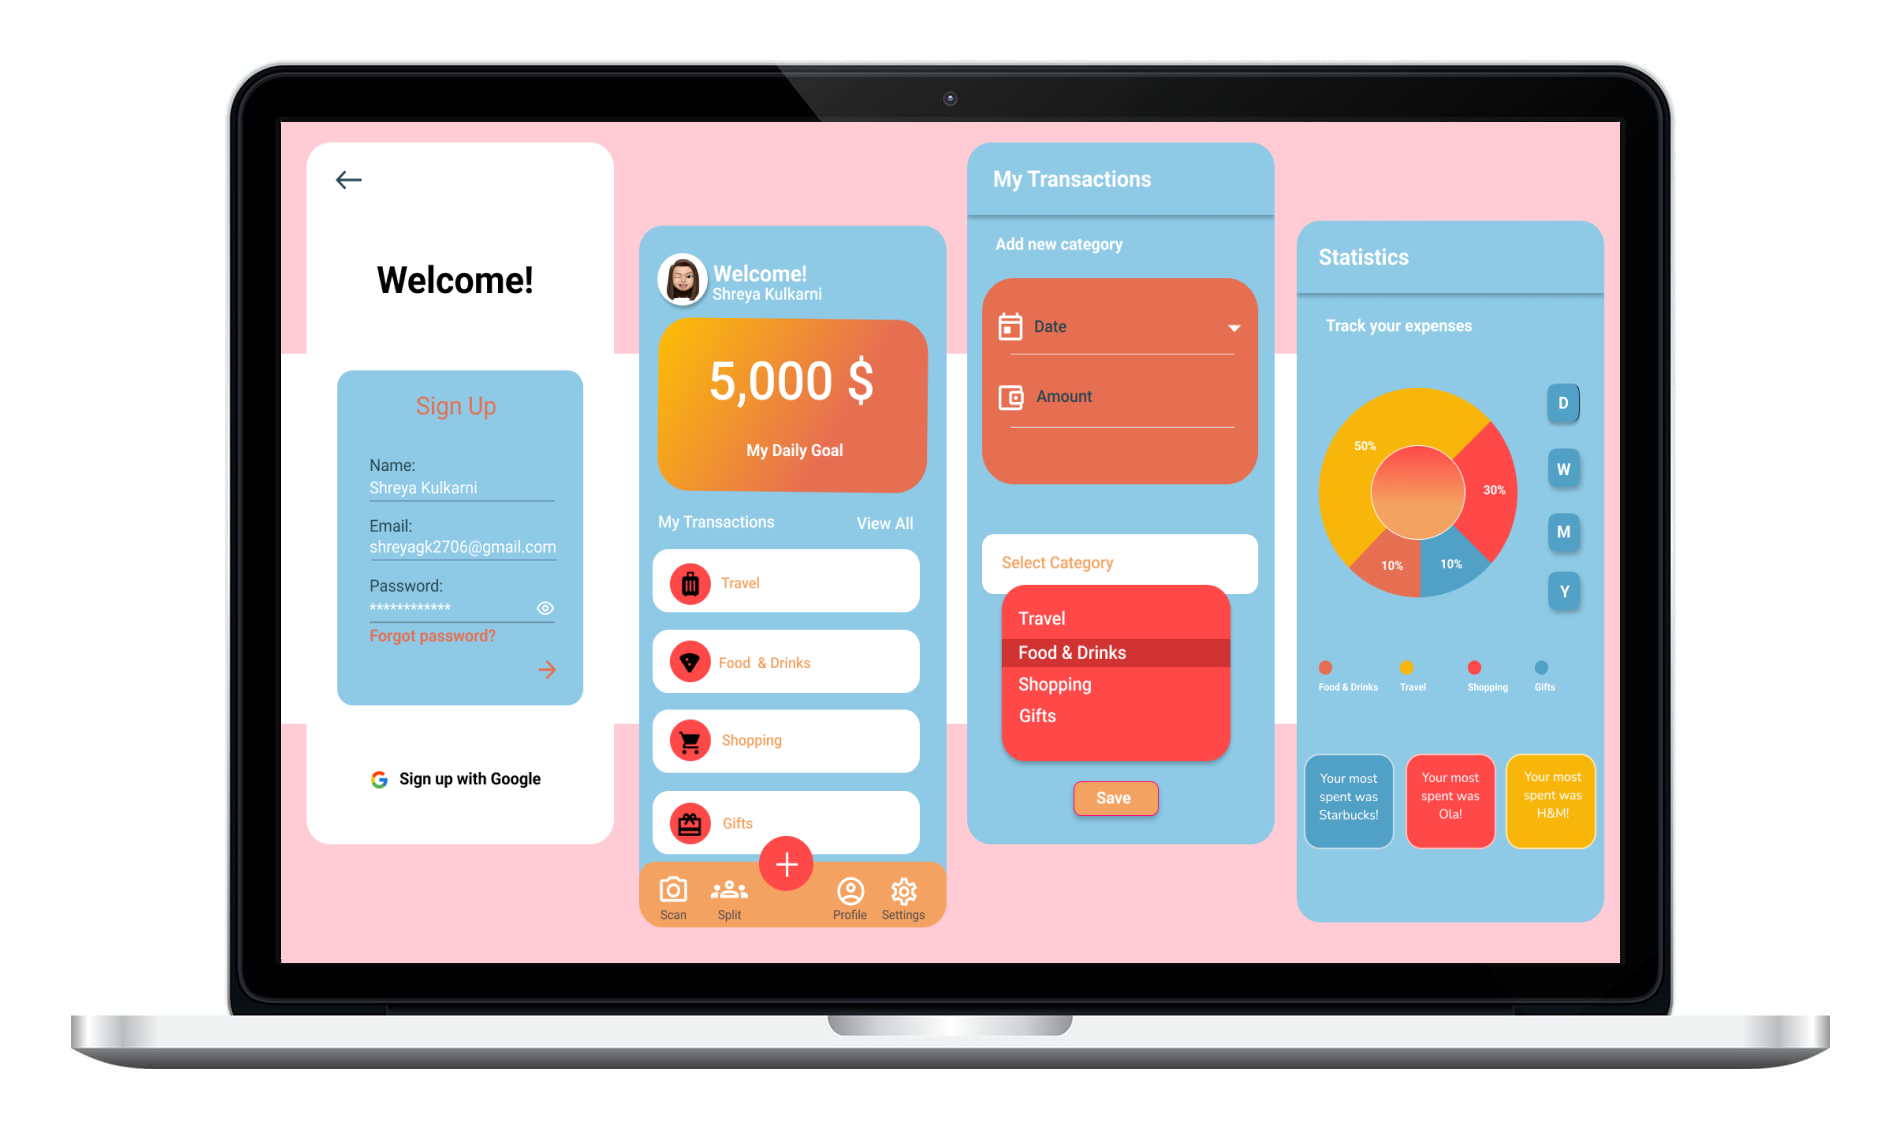 Welcome!
Sign Up
Name:
Shreya Kulkarni
Email:
shreyagk2706@gmail.com
Password:
************
Forgot password?
Sign up with Google
Welcome!
Shreya Kulkarni
5,000 $
My Daily Goal
My Transactions View All
Travel
Food & Drinks
Shopping
Gifts
Scan Split Profile Settings
My Transactions
Add new category
Date
Amount
Select Category
Travel
Food & Drinks
Shopping
Gifts
Save
Statistics
Track your expenses
50%
30%
10%
10%
D
W
M
Y
Food & Drinks Travel Shopping Gifts
Your most
spent was
Starbucks!
Your most
spent was
Ola!
Your most
spent was
H&M!